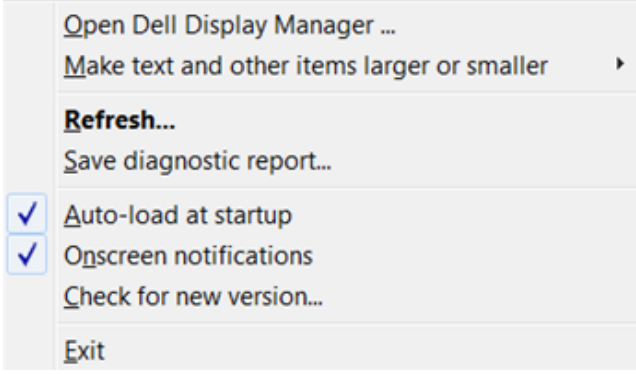 Open Dell Display Manager ...
Make text and other items larger or smaller
Refresh...
Save diagnostic report...
Auto-load at startup
Onscreen notifications
Check for new version...
Exit